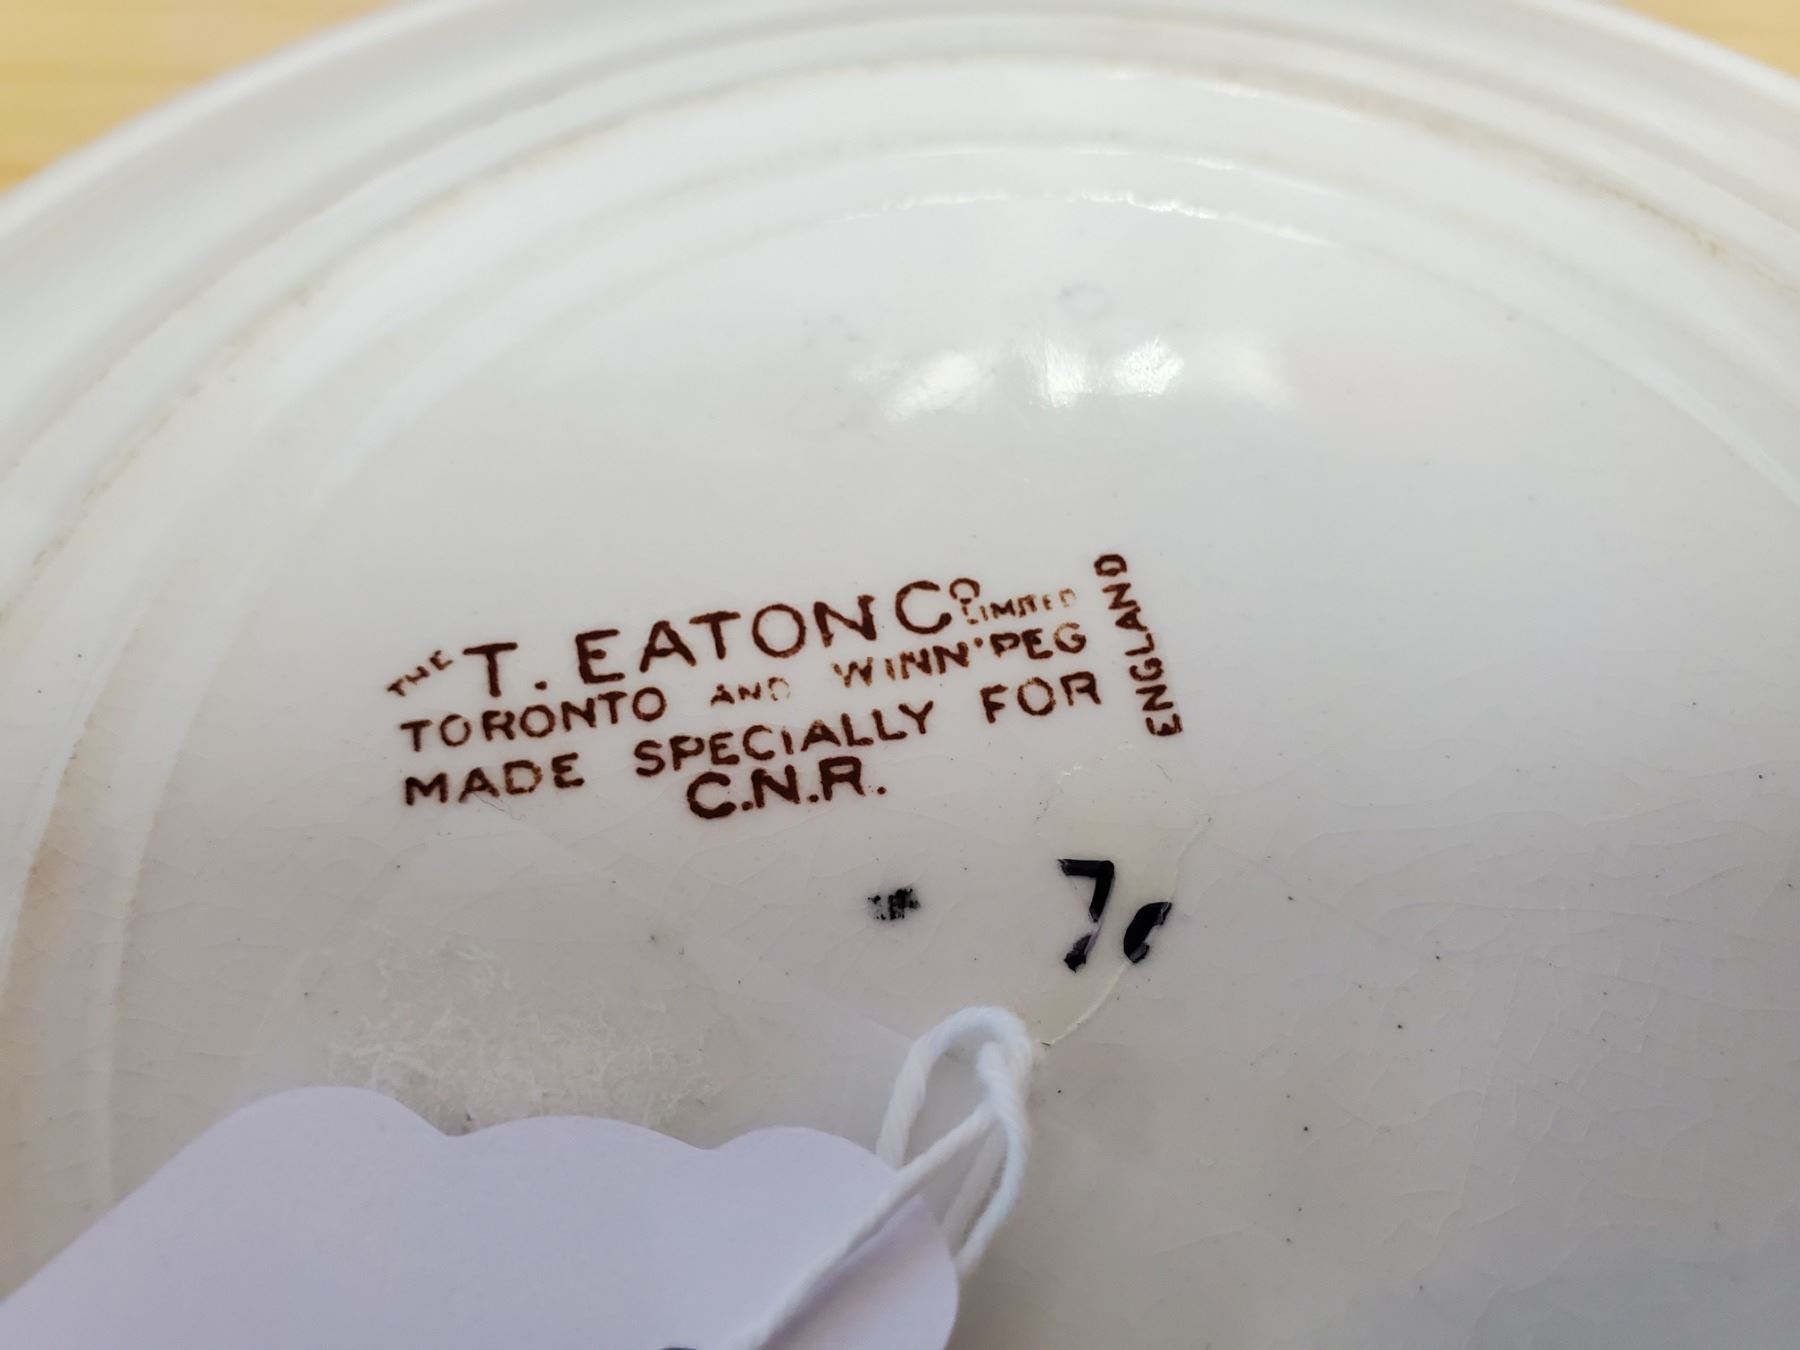 THE T. EATON Cº LIMITED
TORONTO AND WINNIPEG
MADE SPECIALLY FOR
C.N.R.
ENGLAND